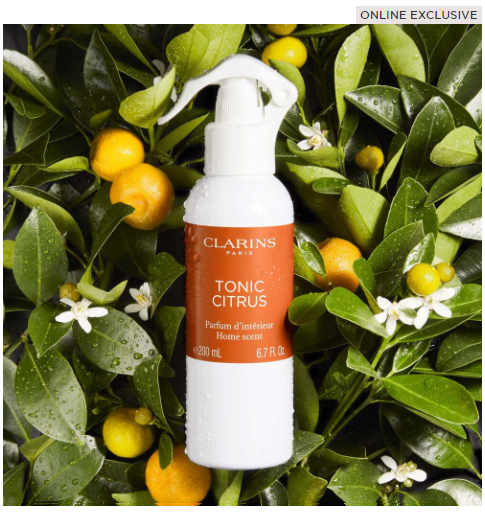 ONLINE EXCLUSIVE
CLARINS
PARIS
TONIC
CITRUS
Parfum d'intérieur
Home scent
℮200 mL 6.7 Fl. Oz.